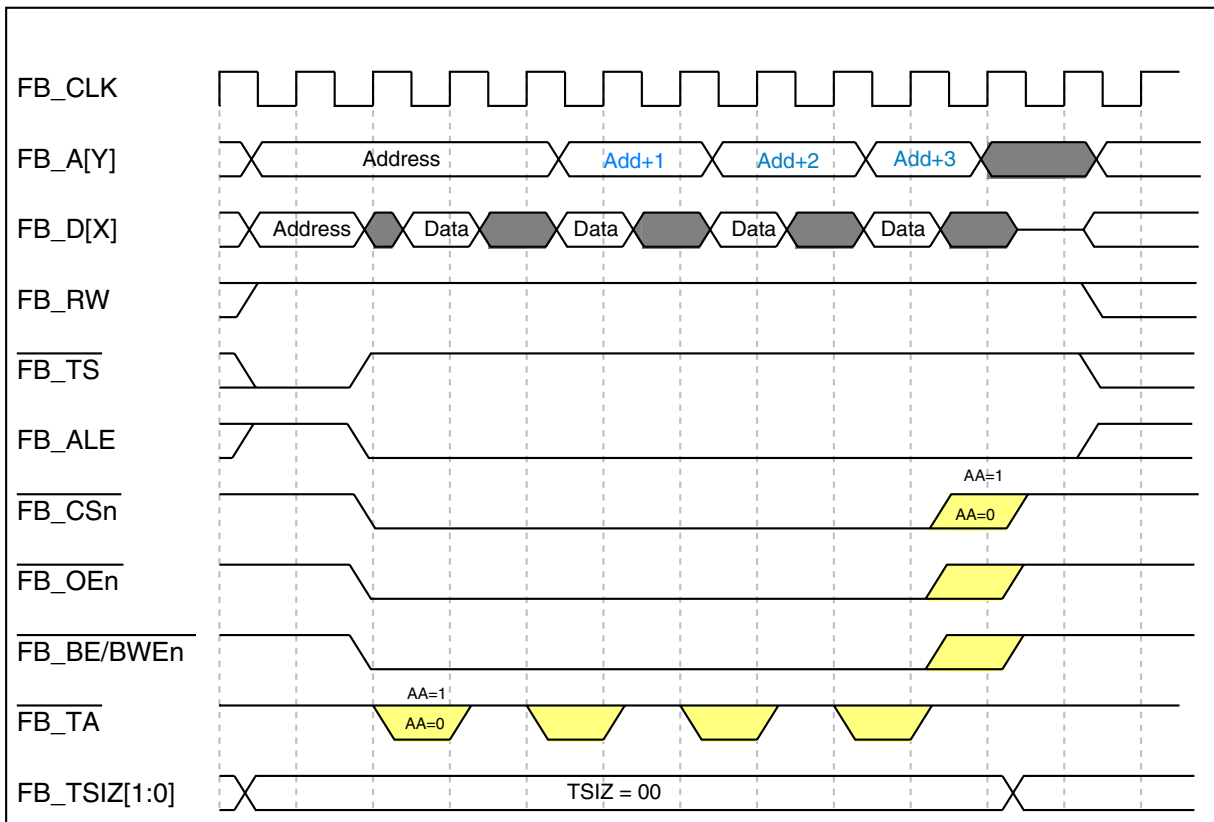 FB_CLK
FB_A[Y] Address Add+1 Add+2 Add+3
FB_D[X] Address Data Data Data Data
FB_RW
FB_TS
FB_ALE
AA=1
FB_CSn AA=0
FB_OEn
FB_BE/BWEn
AA=1
FB_TA AA=0
FB_TSIZ[1:0] TSIZ = 00